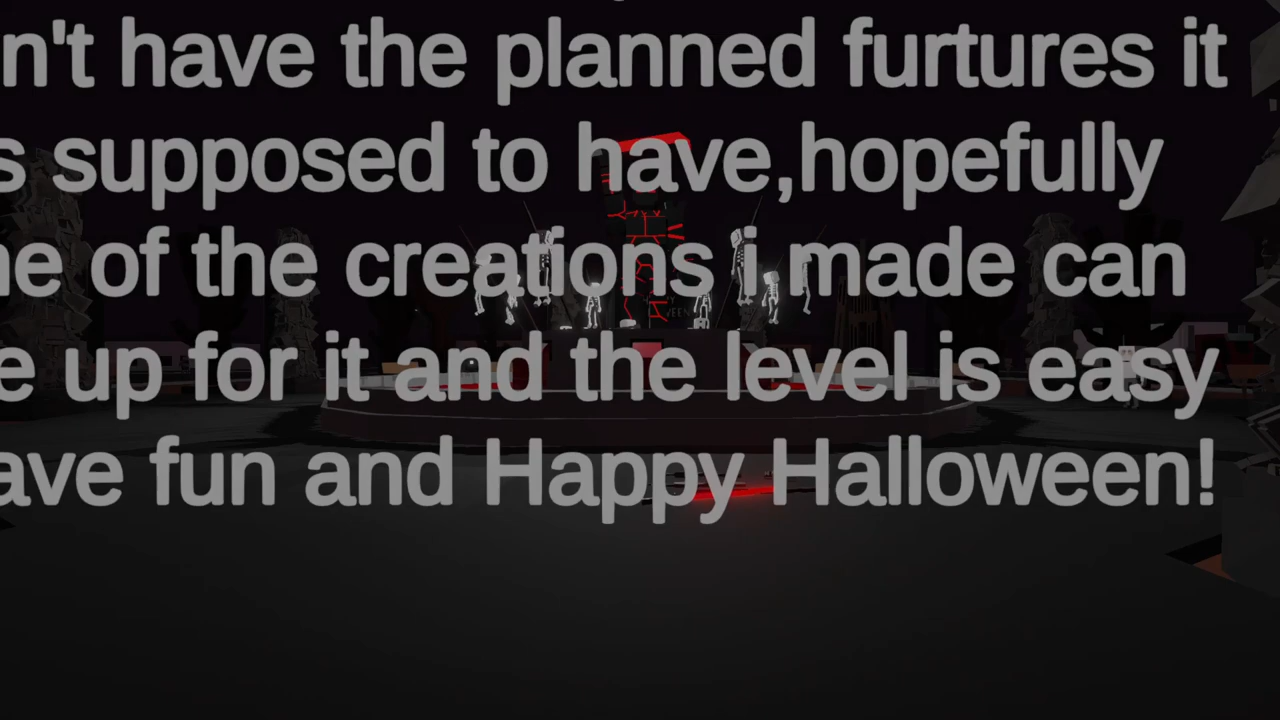 n't have the planned furtures it
s supposed to have,hopefully
e of the creations i made can
e up for it and the level is easy
ave fun and Happy Halloween!